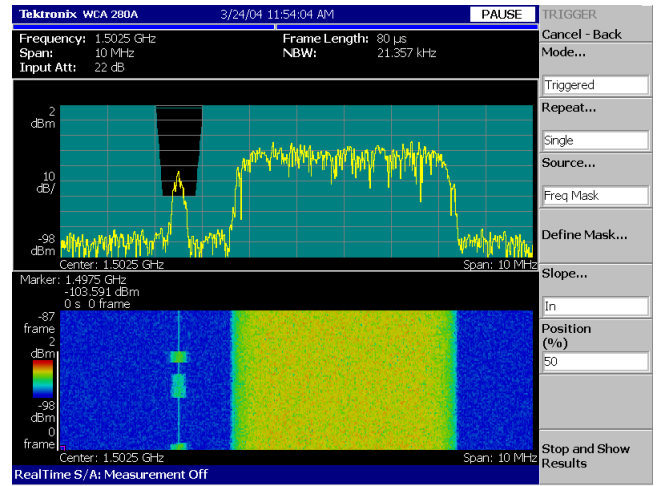 Tektronix WCA 280A
3/24/04 11:54:04 AM
PAUSE
TRIGGER
Cancel - Back
Frequency: 1.5025 GHz
Frame Length: 80 µs
Span: 10 MHz
NBW: 21.357 kHz
Input Att: 22 dB
Mode...
Triggered
Repeat...
Single
Source...
Freq Mask
Define Mask...
Slope...
In
Position
(%)
50
Stop and Show
Results
2
dBm
10
dB/
-98
dBm
Center: 1.5025 GHz
Span: 10 MHz
Marker: 1.4975 GHz
-103.591 dBm
0 s 0 frame
-87
frame
2
dBm
-98
dBm
0
frame
Center: 1.5025 GHz
Span: 10 MHz
RealTime S/A: Measurement Off